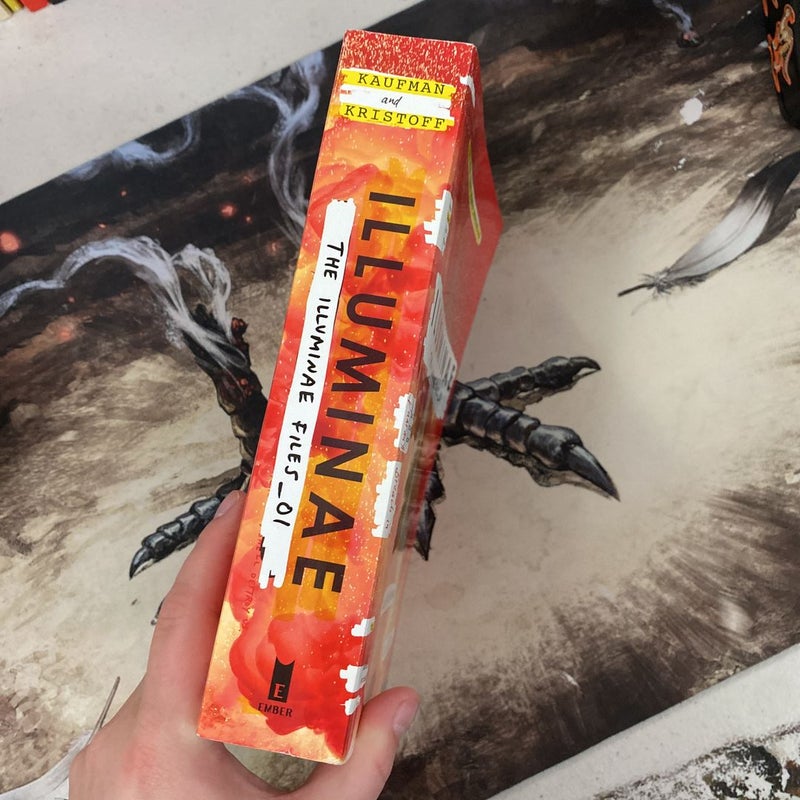 KAUFMAN
and
KRISTOFF
ILLUMINAE
THE ILLUMINAE FILES_01
E
EMBER